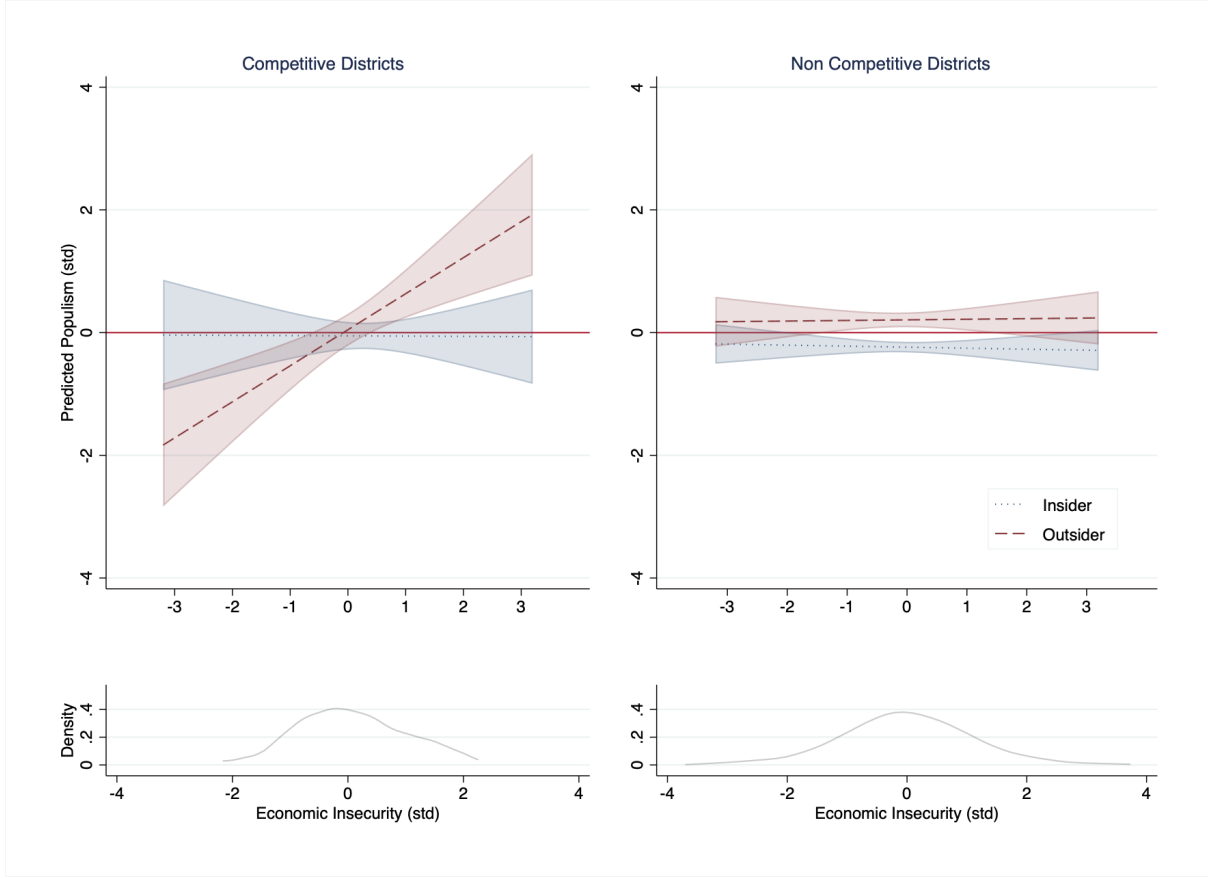 Competitive Districts
Non Competitive Districts
Predicted Populism (std)
4
2
0
-2
-4
-3 -2 -1 0 1 2 3
4
2
0
-2
-4
-3 -2 -1 0 1 2 3
Insider
Outsider
Density
.4
.2
0
-4 -2 0 2 4
Economic Insecurity (std)
.4
.2
0
-4 -2 0 2 4
Economic Insecurity (std)